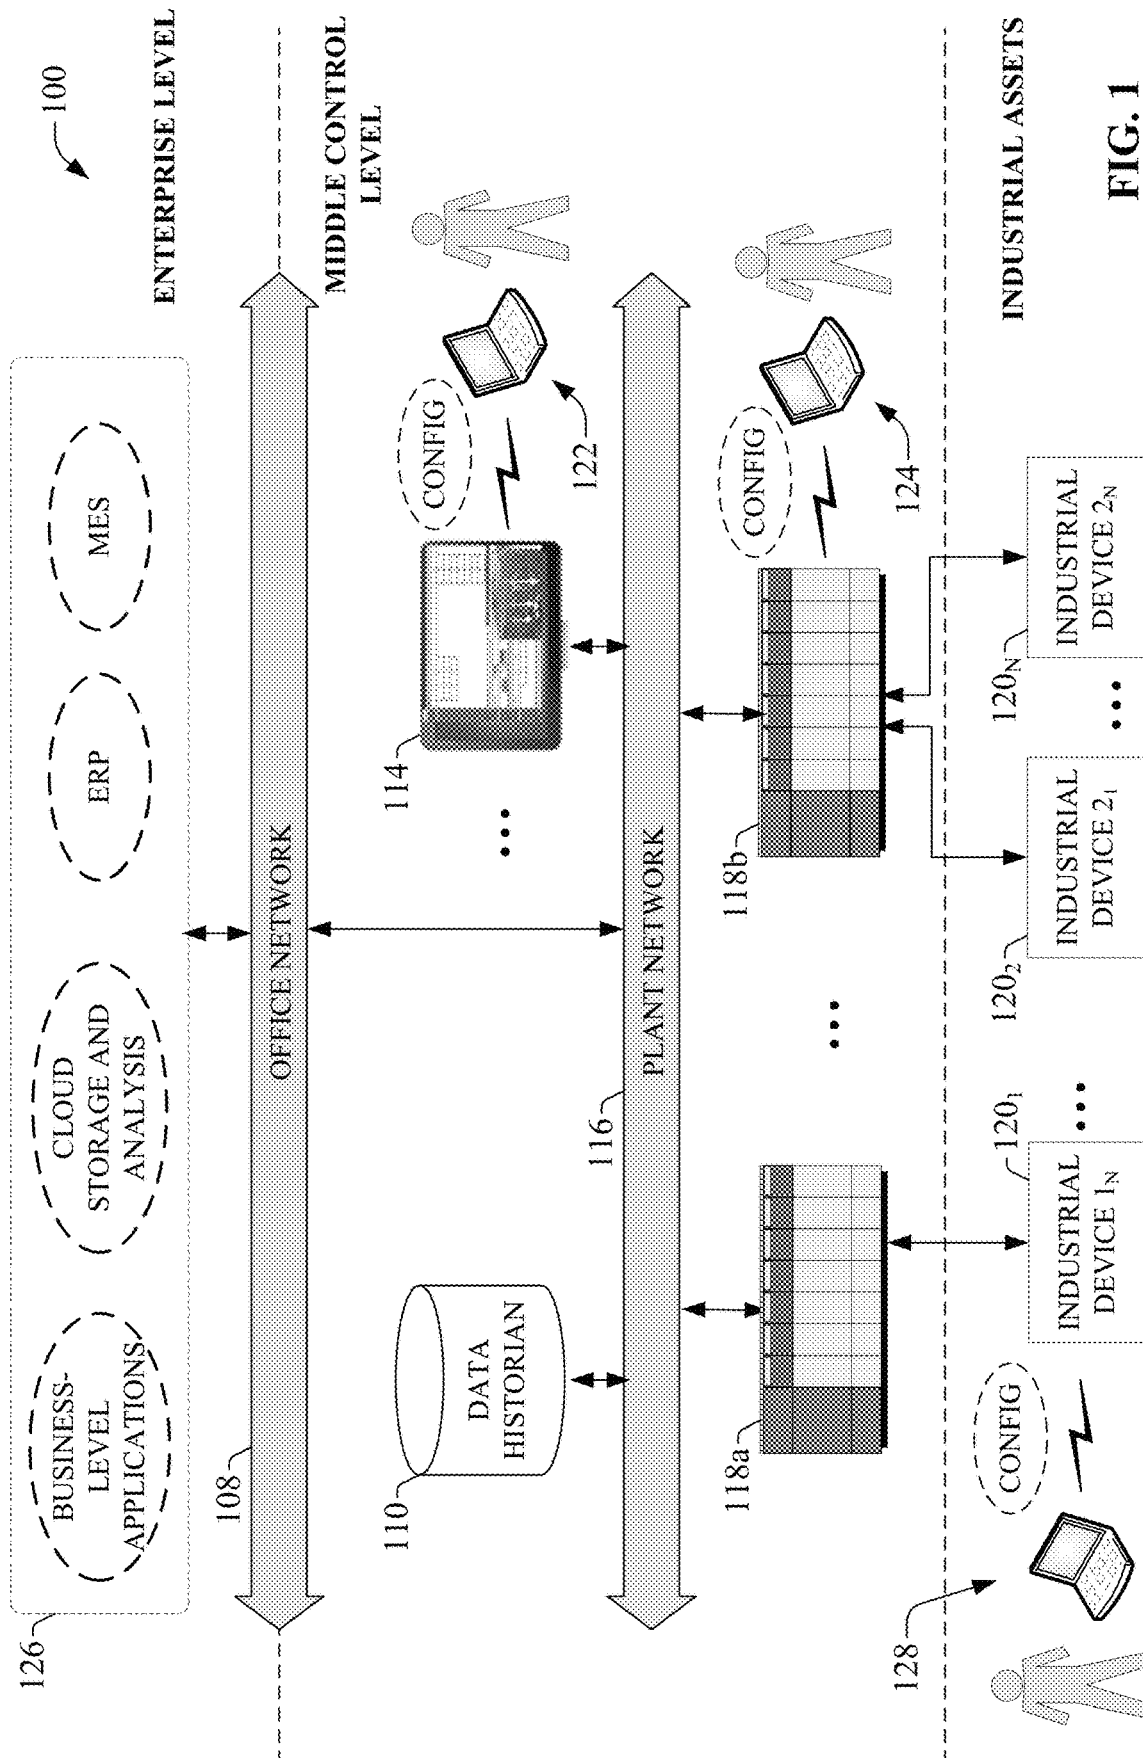 100
ENTERPRISE LEVEL
126
BUSINESS-
LEVEL
APPLICATIONS
CLOUD
STORAGE AND
ANALYSIS
ERP
MES
108
OFFICE NETWORK
MIDDLE CONTROL
LEVEL
110
DATA
HISTORIAN
114
CONFIG
122
116
PLANT NETWORK
118a
118b
CONFIG
124
INDUSTRIAL ASSETS
128
CONFIG
120₁
INDUSTRIAL
DEVICE 1N
120₂
INDUSTRIAL
DEVICE 2₁
120N
INDUSTRIAL
DEVICE 2N
FIG. 1